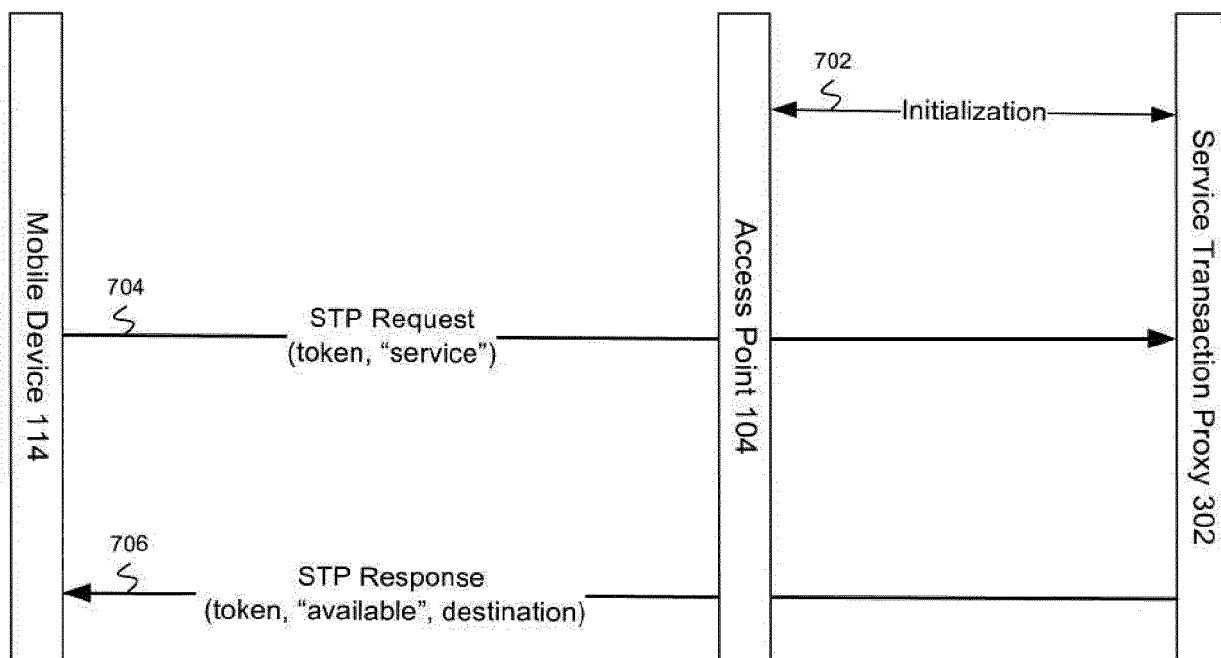 702
Initialization
Mobile Device 114
Access Point 104
Service Transaction Proxy 302
704
STP Request
(token, “service”)
706
STP Response
(token, “available”, destination)